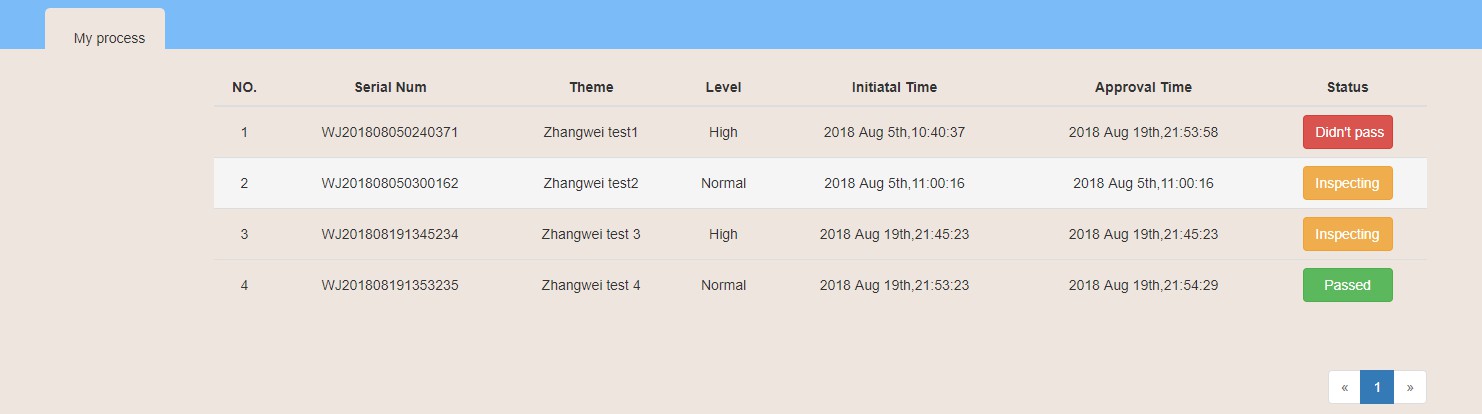 My process
NO. Serial Num Theme Level Initiatal Time Approval Time Status
1 WJ201808050240371 Zhangwei test1 High 2018 Aug 5th,10:40:37 2018 Aug 19th,21:53:58 Didn't pass
2 WJ201808050300162 Zhangwei test2 Normal 2018 Aug 5th,11:00:16 2018 Aug 5th,11:00:16 Inspecting
3 WJ201808191345234 Zhangwei test 3 High 2018 Aug 19th,21:45:23 2018 Aug 19th,21:45:23 Inspecting
4 WJ201808191353235 Zhangwei test 4 Normal 2018 Aug 19th,21:53:23 2018 Aug 19th,21:54:29 Passed
« 1 »